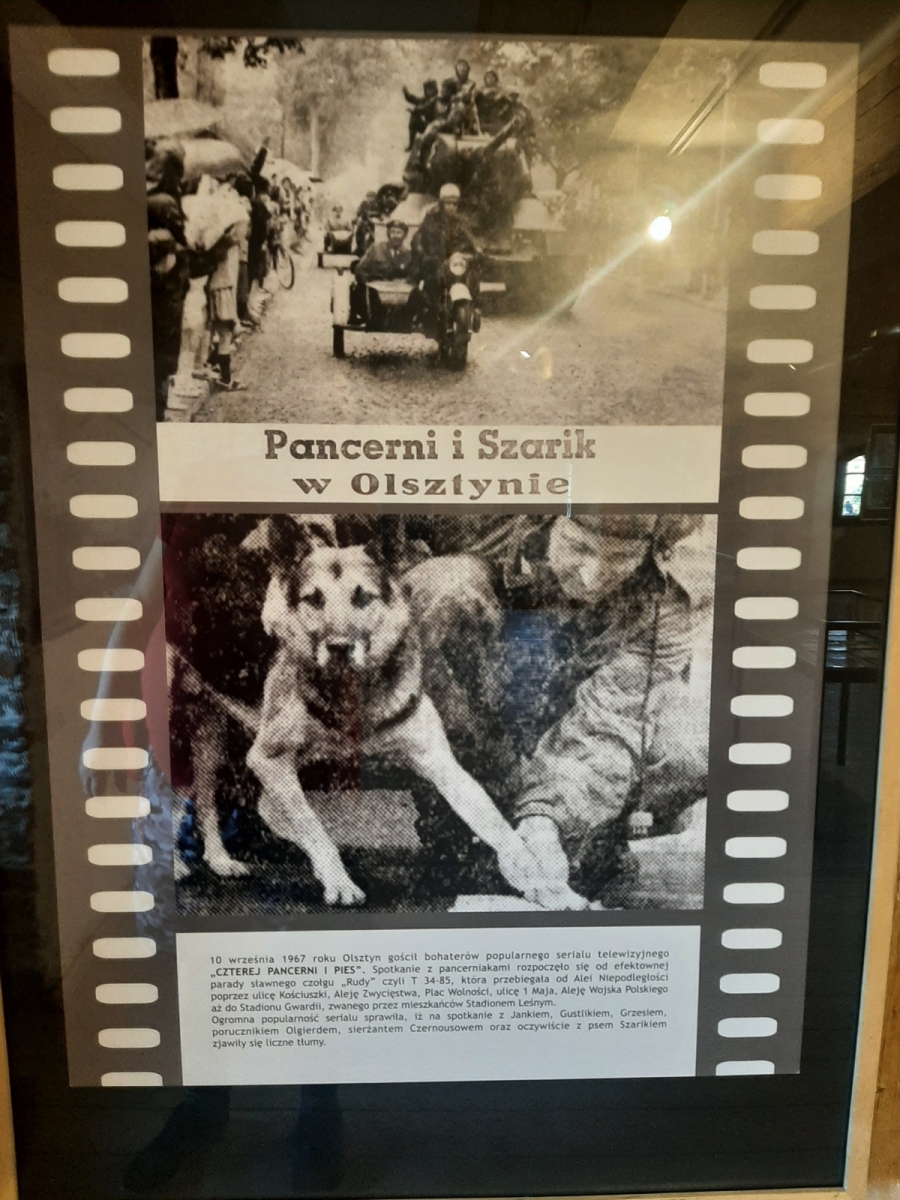 Pancerni i Szarik
w Olsztynie
10 września 1967 roku Olsztyn gościł bohaterów popularnego serialu telewizyjnego
„CZTEREJ PANCERNI I PIES”. Spotkanie z pancerniakami rozpoczęło się od efektownej
parady sławnego czołgu „Rudy” czyli T 34-85, która przebiegała od Alei Niepodległości
poprzez ulicę Kościuszki, Aleję Zwycięstwa, Plac Wolności, ulicę 1 Maja, Aleję Wojska Polskiego
aż do Stadionu Gwardii, zwanego przez mieszkańców Stadionem Leśnym.
Ogromna popularność serialu sprawiła, iż na spotkanie z Jankiem, Gustlikiem, Grzesiem,
porucznikiem Olgierdem, sierżantem Czernousowem oraz oczywiście z psem Szarikiem
zjawiły się liczne tłumy.